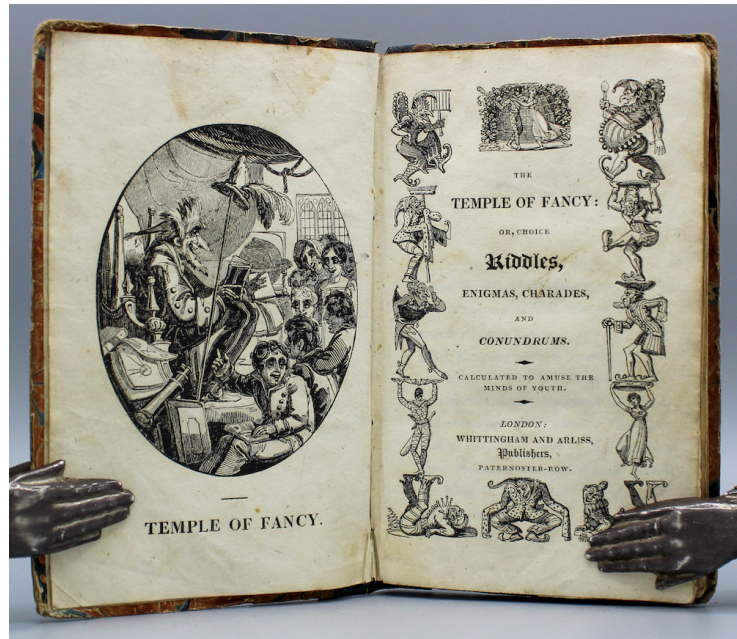 TEMPLE OF FANCY.
THE
TEMPLE OF FANCY:
OR, CHOICE
Riddles,
ENIGMAS, CHARADES,
AND
CONUNDRUMS.
CALCULATED TO AMUSE THE
MINDS OF YOUTH.
LONDON:
WHITTINGHAM AND ARLISS,
Publishers,
PATERNOSTER-ROW.